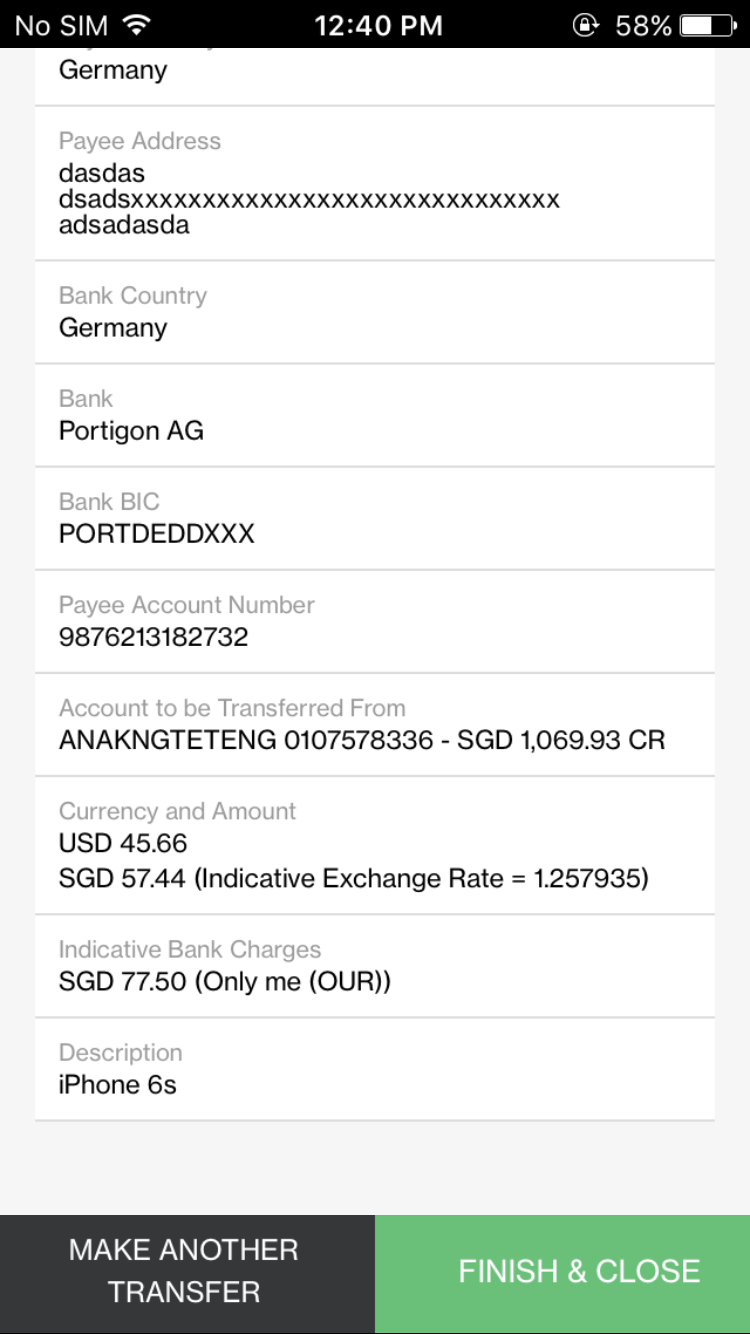 No SIM 12:40 PM 58%
Germany
Payee Address
dasdas
dsadsxxxxxxxxxxxxxxxxxxxxxxxxxxxxxx
adsadasda
Bank Country
Germany
Bank
Portigon AG
Bank BIC
PORTDEDDXXX
Payee Account Number
9876213182732
Account to be Transferred From
ANAKNGTETENG 0107578336 - SGD 1,069.93 CR
Currency and Amount
USD 45.66
SGD 57.44 (Indicative Exchange Rate = 1.257935)
Indicative Bank Charges
SGD 77.50 (Only me (OUR))
Description
iPhone 6s
MAKE ANOTHER
TRANSFER
FINISH & CLOSE